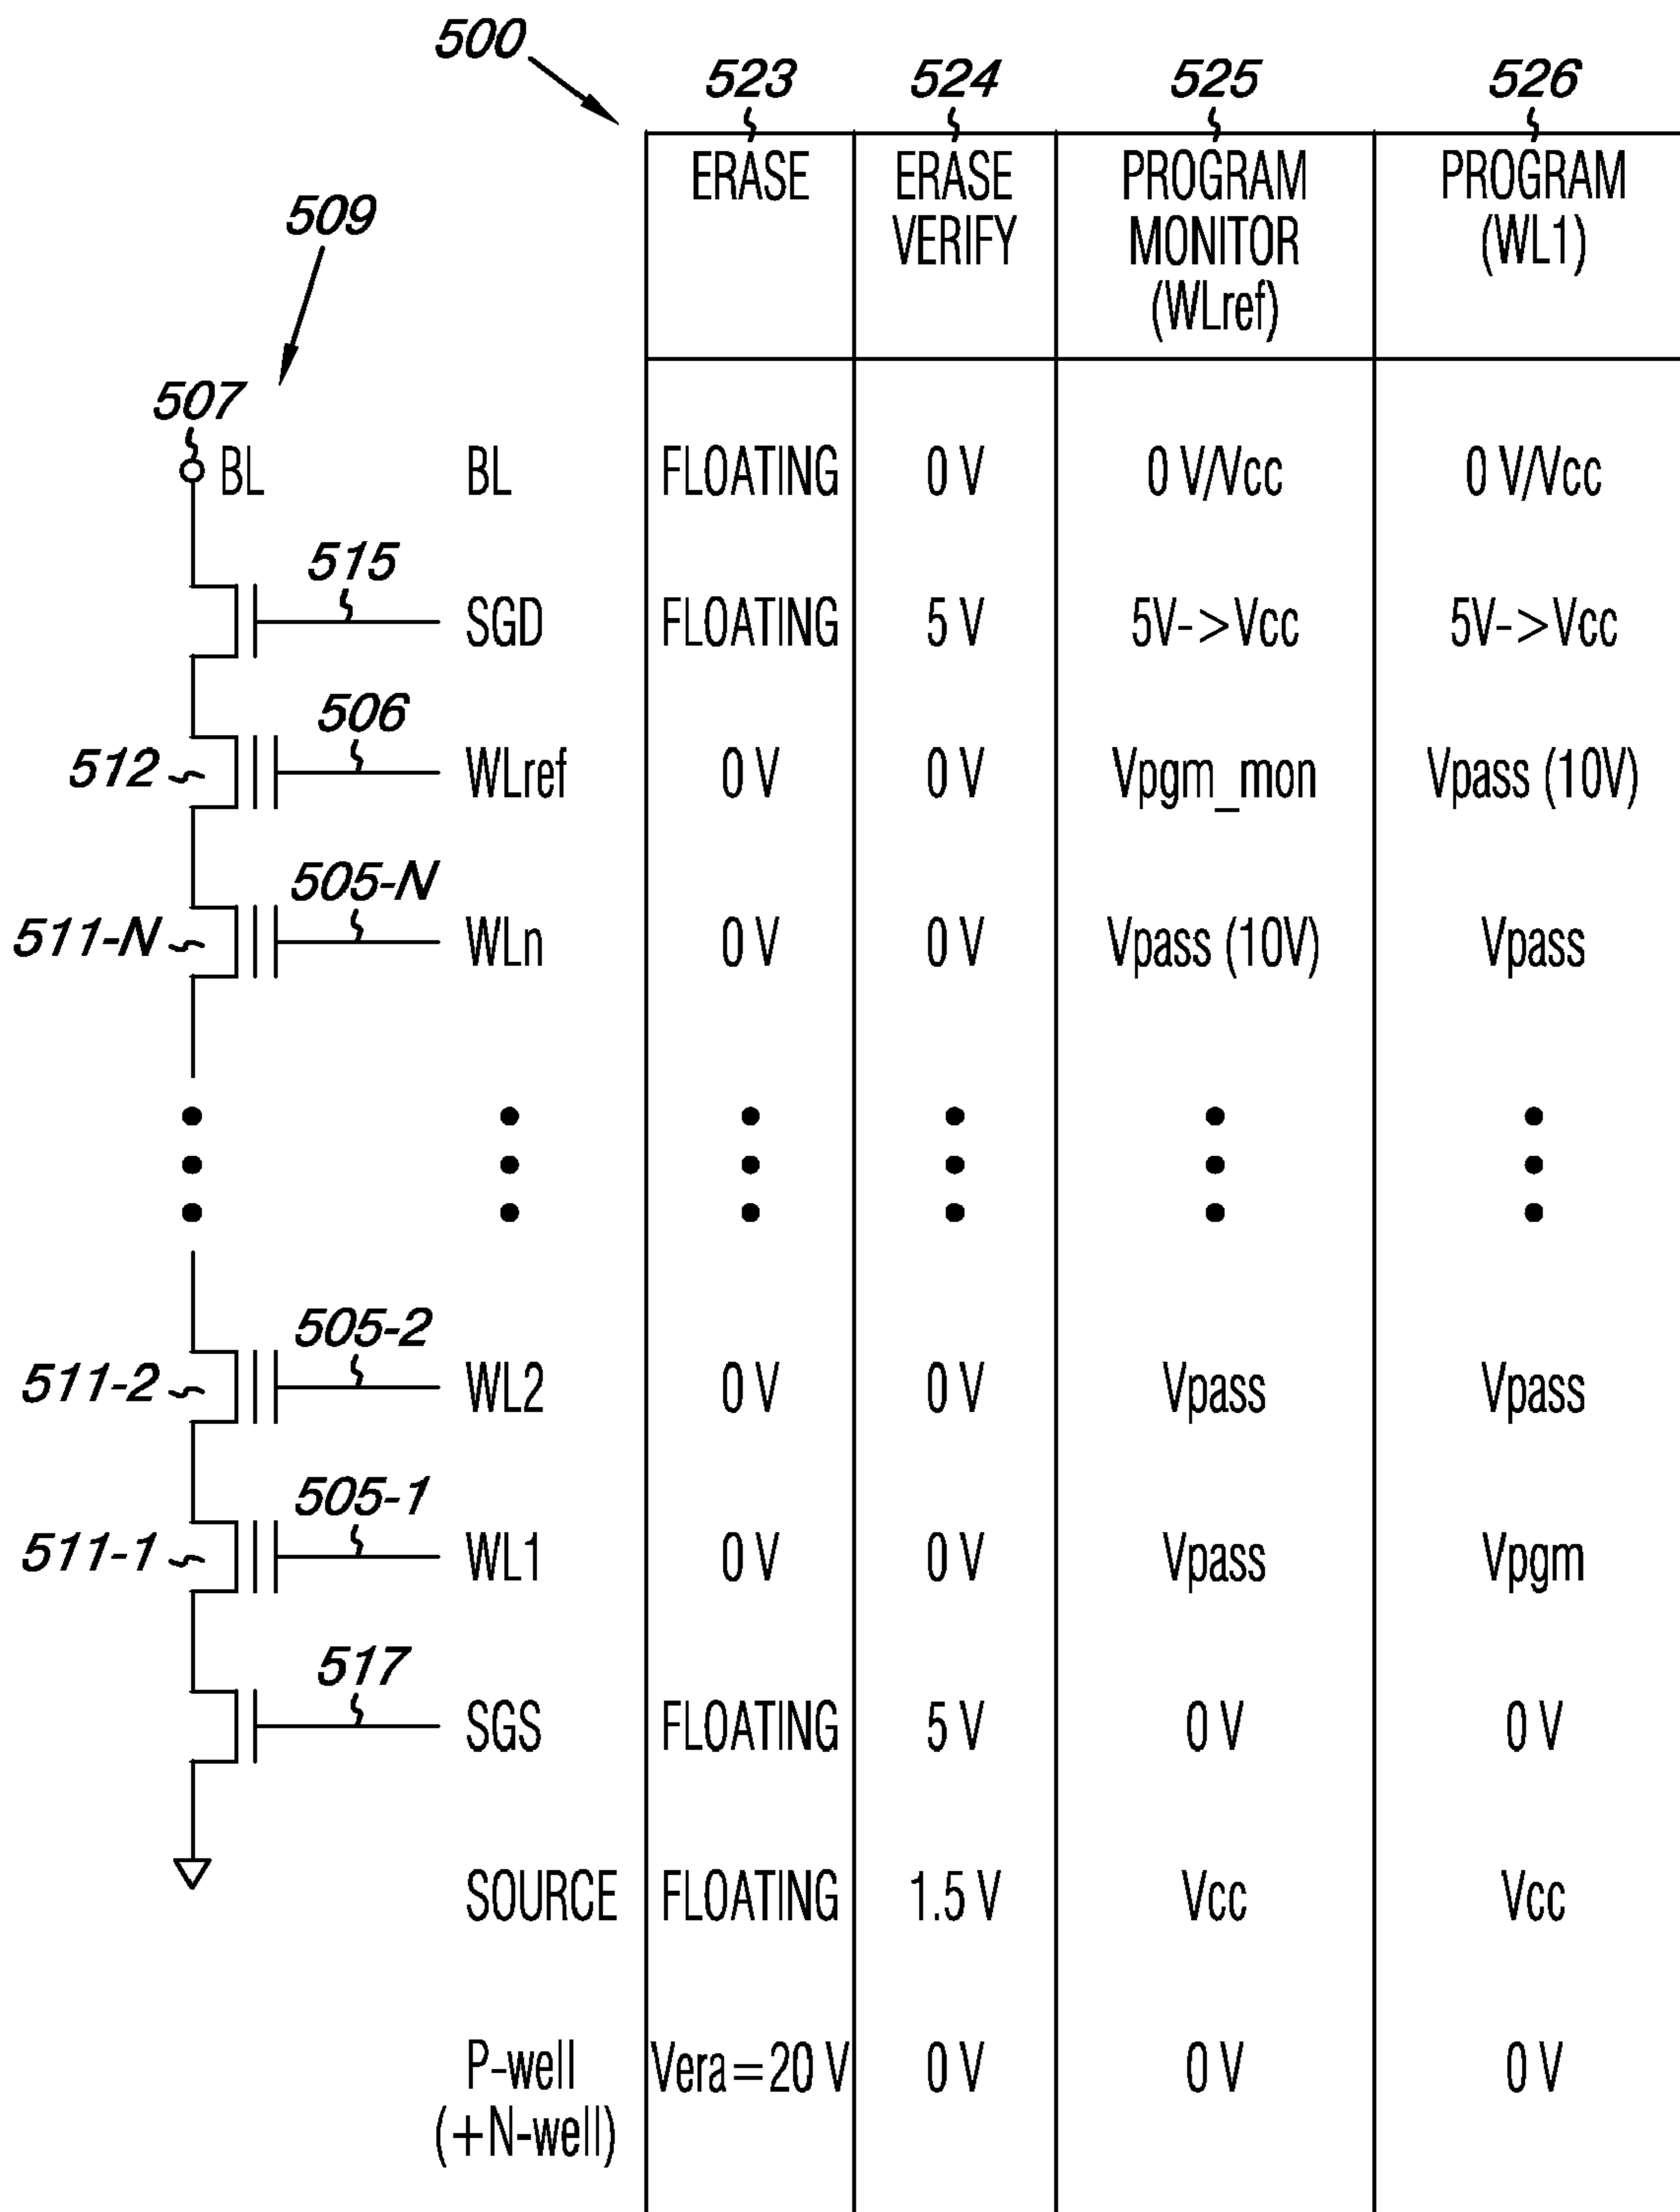 500
523 524 525 526
ERASE ERASE PROGRAM PROGRAM
VERIFY MONITOR (WL1)
(WLref)
509
507
BL BL FLOATING 0 V 0 V/Vcc 0 V/Vcc
515
SGD FLOATING 5 V 5V->Vcc 5V->Vcc
506
512 WLref 0 V 0 V Vpgm_mon Vpass (10V)
505-N
511-N WLn 0 V 0 V Vpass (10V) Vpass
505-2
511-2 WL2 0 V 0 V Vpass Vpass
505-1
511-1 WL1 0 V 0 V Vpass Vpgm
517
SGS FLOATING 5 V 0 V 0 V
SOURCE FLOATING 1.5 V Vcc Vcc
P-well Vera=20 V 0 V 0 V 0 V
(+N-well)